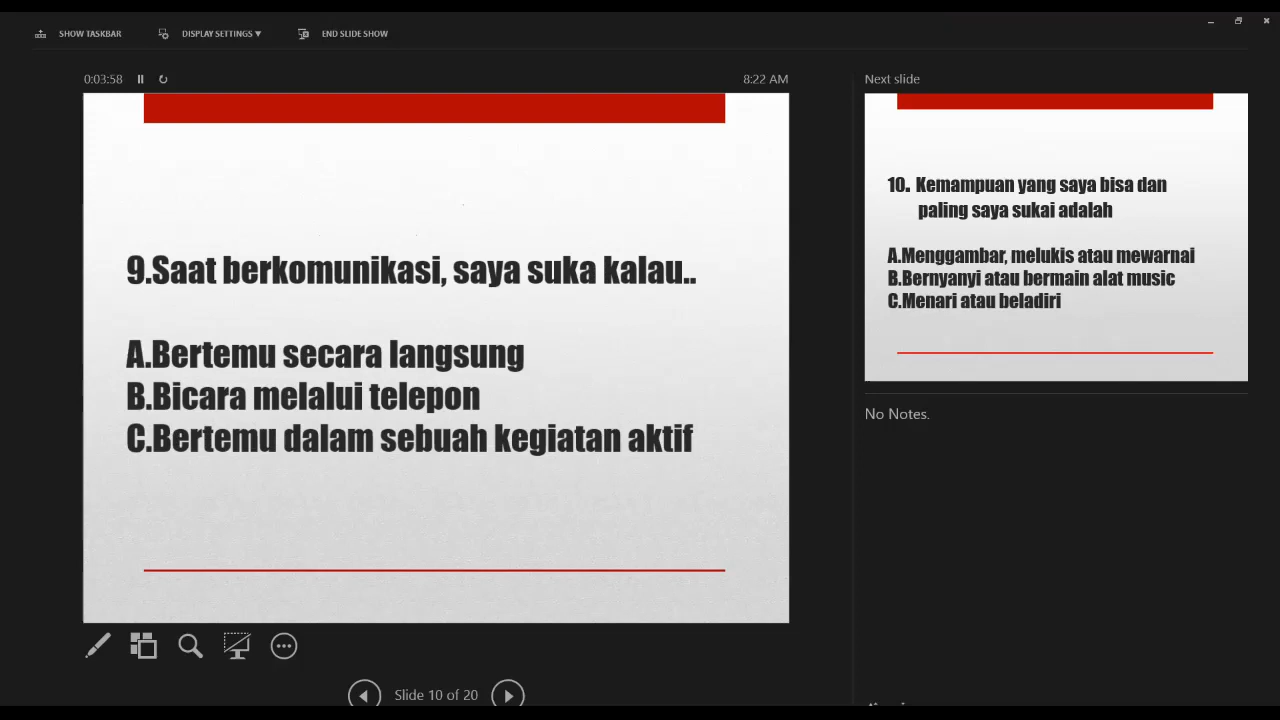 SHOW TASKBAR
DISPLAY SETTINGS
END SLIDE SHOW
0:03:58
8:22 AM
9.Saat berkomunikasi, saya suka kalau..
A.Bertemu secara langsung
B.Bicara melalui telepon
C.Bertemu dalam sebuah kegiatan aktif
Slide 10 of 20
Next slide
10. Kemampuan yang saya bisa dan
paling saya sukai adalah
A.Menggambar, melukis atau mewarnai
B.Bernyanyi atau bermain alat music
C.Menari atau beladiri
No Notes.